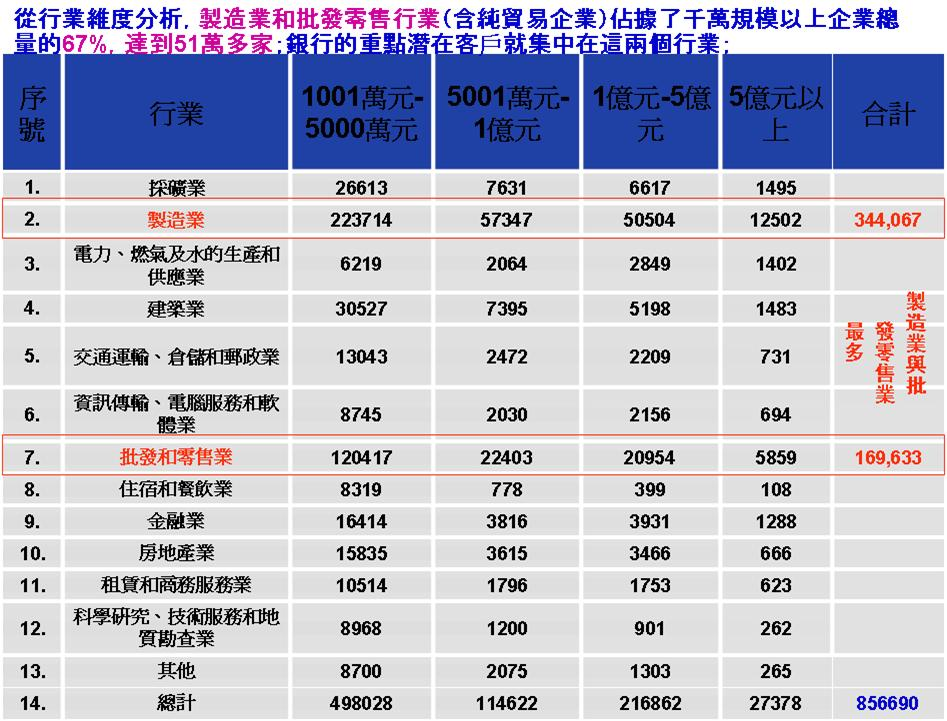 從行業維度分析，製造業和批發零售行業（含純貿易企業）佔據了千萬規模以上企業總
量的67%，達到51萬多家；銀行的重點潛在客戶就集中在這兩個行業；
序號 行業 1001萬元-5000萬元 5001萬元-1億元 1億元-5億元 5億元以上 合計
1. 採礦業 26613 7631 6617 1495
2. 製造業 223714 57347 50504 12502 344,067
3. 電力、燃氣及水的生產和供應業 6219 2064 2849 1402
4. 建築業 30527 7395 5198 1483
5. 交通運輸、倉儲和郵政業 13043 2472 2209 731
6. 資訊傳輸、電腦服務和軟體業 8745 2030 2156 694
製造業與批
發零售業
最多
7. 批發和零售業 120417 22403 20954 5859 169,633
8. 住宿和餐飲業 8319 778 399 108
9. 金融業 16414 3816 3931 1288
10. 房地產業 15835 3615 3466 666
11. 租賃和商務服務業 10514 1796 1753 623
12. 科學研究、技術服務和地質勘查業 8968 1200 901 262
13. 其他 8700 2075 1303 265
14. 總計 498028 114622 216862 27378 856690